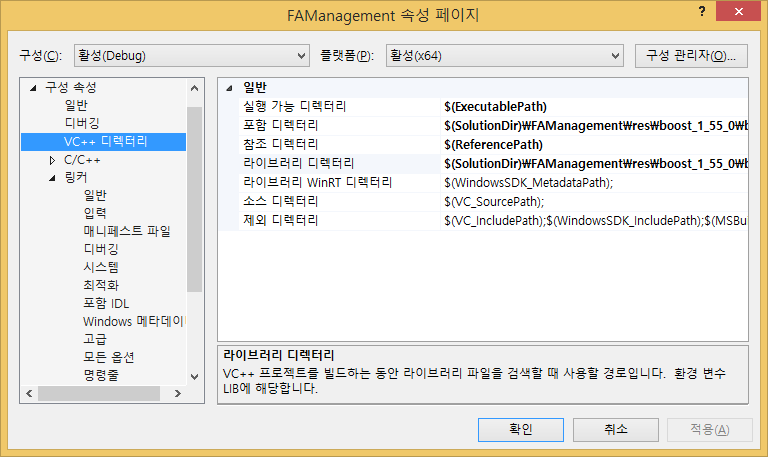 FAManagement 속성 페이지
구성(C): 활성(Debug) 플랫폼(P): 활성(x64) 구성 관리자(O)...
구성 속성
일반
디버깅
VC++ 디렉터리
C/C++
링커
일반
입력
매니페스트 파일
디버깅
시스템
최적화
포함 IDL
Windows 메타데이
고급
모든 옵션
명령줄
일반
실행 가능 디렉터리 $(ExecutablePath)
포함 디렉터리 $(SolutionDir)₩FAManagement₩res₩boost_1_55_0₩b
참조 디렉터리 $(ReferencePath)
라이브러리 디렉터리 $(SolutionDir)₩FAManagement₩res₩boost_1_55_0₩b
라이브러리 WinRT 디렉터리 $(WindowsSDK_MetadataPath);
소스 디렉터리 $(VC_SourcePath);
제외 디렉터리 $(VC_IncludePath);$(WindowsSDK_IncludePath);$(MSBu
라이브러리 디렉터리
VC++ 프로젝트를 빌드하는 동안 라이브러리 파일을 검색할 때 사용할 경로입니다. 환경 변수
LIB에 해당합니다.
확인 취소 적용(A)